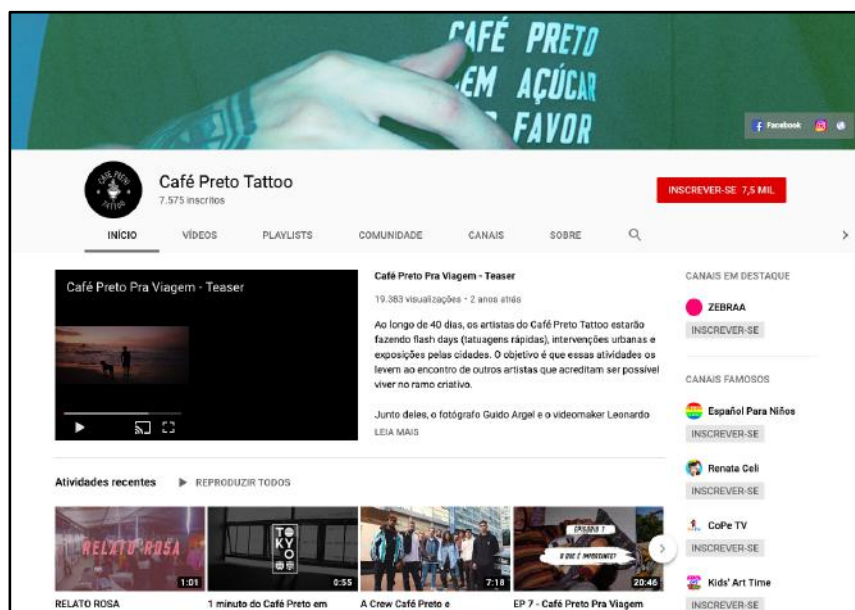 CAFÉ PRETO
EM AÇÚCAR
FAVOR
Facebook
CAFÉ PRETO
TATTOO
Café Preto Tattoo
7.575 inscritos
INSCREVER-SE 7,5 MIL
INÍCIO VÍDEOS PLAYLISTS COMUNIDADE CANAIS SOBRE
Café Preto Pra Viagem - Teaser
Café Preto Pra Viagem - Teaser
19.383 visualizações • 2 anos atrás
Ao longo de 40 dias, os artistas do Café Preto Tattoo estarão
fazendo flash days (tatuagens rápidas), intervenções urbanas e
exposições pelas cidades. O objetivo é que essas atividades os
levem ao encontro de outros artistas que acreditam ser possível
viver no ramo criativo.
Junto deles, o fotógrafo Guido Argel e o videomaker Leonardo
LEIA MAIS
CANAIS EM DESTAQUE
ZEBRAA
INSCREVER-SE
CANAIS FAMOSOS
Español Para Niños
INSCREVER-SE
Renata Celi
INSCREVER-SE
CoPe TV
INSCREVER-SE
Kids' Art Time
INSCREVER-SE
Atividades recentes REPRODUZIR TODOS
RELATO ROSA
1:01
RELATO ROSA
TOKYO
0:55
1 minuto do Café Preto em
7:18
A Crew Café Preto e
EPISÓDIO 7
O QUE É IMPORTANTE?
20:46
EP 7 - Café Preto Pra Viagem